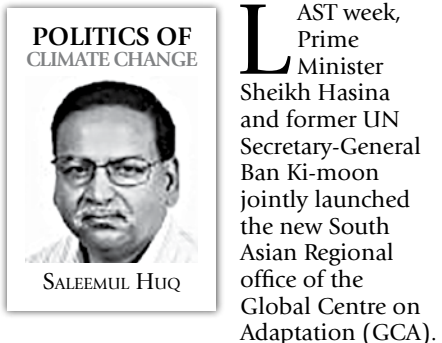 POLITICS OF
CLIMATE CHANGE
SALEEMUL HUQ
LAST week,
Prime
Minister
Sheikh Hasina
and former UN
Secretary-General
Ban Ki-moon
jointly launched
the new South
Asian Regional
office of the
Global Centre on
Adaptation (GCA).